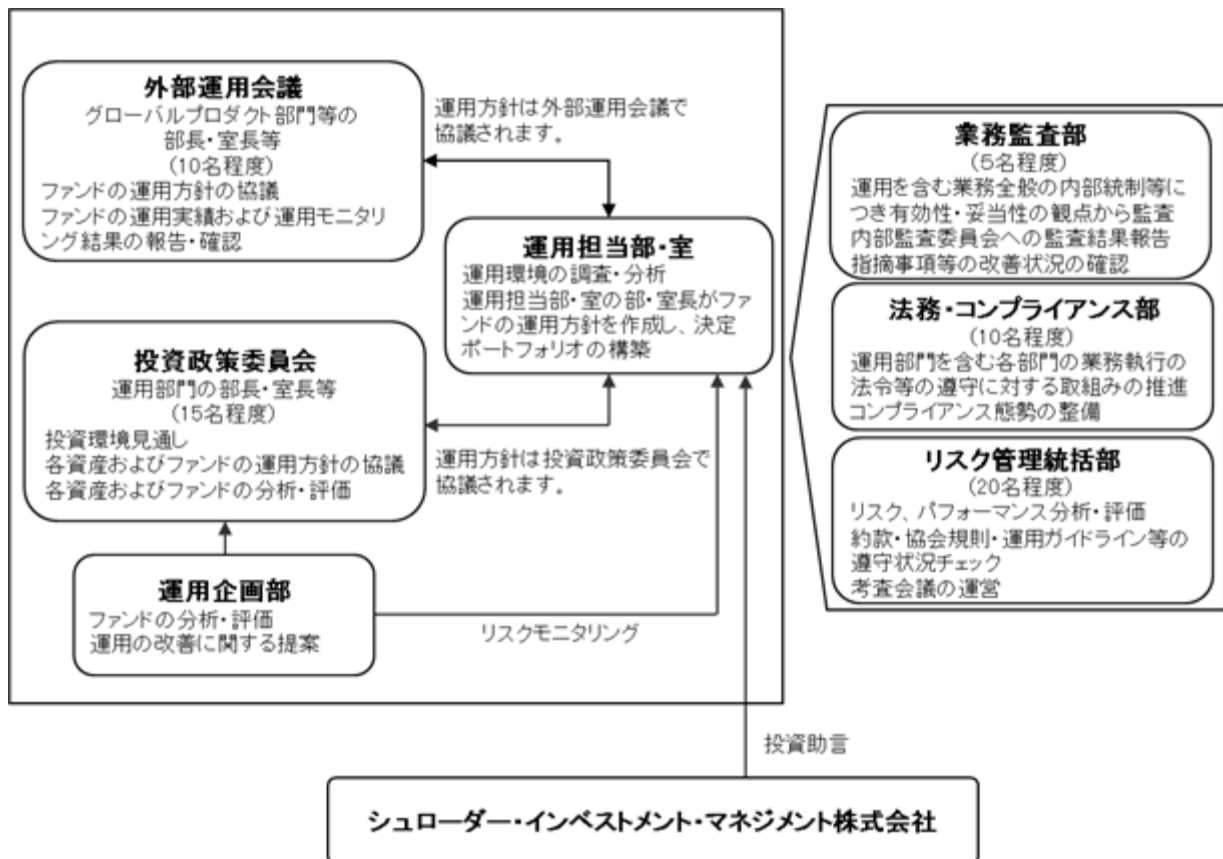 外部運用会議
グローバルプロダクト部門等の
部長・室長等
(10名程度)
ファンドの運用方針の協議
ファンドの運用実績および運用モニタリ
ング結果の報告・確認
運用方針は外部運用会議で
協議されます。
運用担当部・室
運用環境の調査・分析
運用担当部・室の部・室長がファ
ンドの運用方針を作成し、決定
ポートフォリオの構築
投資政策委員会
運用部門の部長・室長等
(15名程度)
投資環境見通し
各資産およびファンドの運用方針の協議
各資産およびファンドの分析・評価
運用方針は投資政策委員会で
協議されます。
運用企画部
ファンドの分析・評価
運用の改善に関する提案
リスクモニタリング
業務監査部
(5名程度)
運用を含む業務全般の内部統制等に
つき有効性・妥当性の観点から監査
内部監査委員会への監査結果報告
指摘事項等の改善状況の確認
法務・コンプライアンス部
(10名程度)
運用部門を含む各部門の業務執行の
法令等の遵守に対する取組みの推進
コンプライアンス態勢の整備
リスク管理統括部
(20名程度)
リスク、パフォーマンス分析・評価
約款・協会規則・運用ガイドライン等の
遵守状況チェック
考査会議の運営
投資助言
シュローダー・インベストメント・マネジメント株式会社